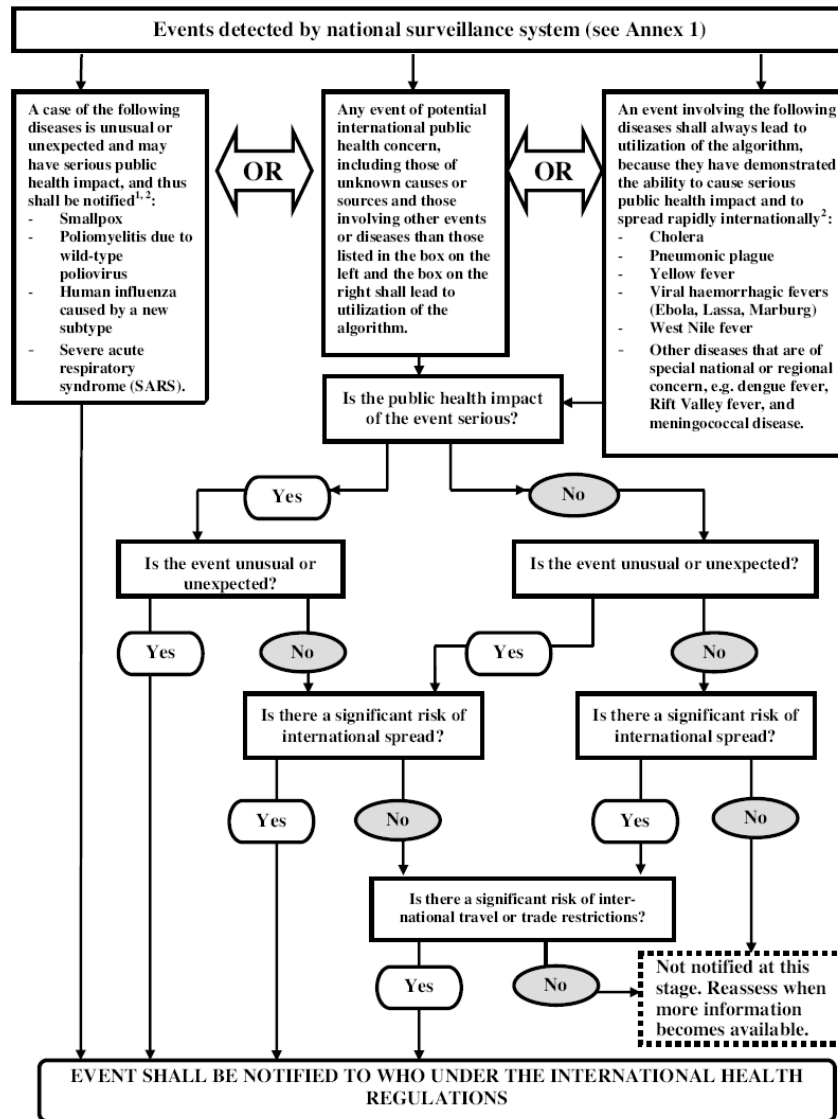 Events detected by national surveillance system (see Annex 1)
A case of the following
diseases is unusual or
unexpected and may
have serious public
health impact, and thus
shall be notified1, 2:
- Smallpox
- Poliomyelitis due to
wild-type
poliovirus
- Human influenza
caused by a new
subtype
- Severe acute
respiratory
syndrome (SARS).
OR
Any event of potential
international public
health concern,
including those of
unknown causes or
sources and those
involving other events
or diseases than those
listed in the box on the
left and the box on the
right shall lead to
utilization of the
algorithm.
OR
An event involving the following
diseases shall always lead to
utilization of the algorithm,
because they have demonstrated
the ability to cause serious
public health impact and to
spread rapidly internationally2:
- Cholera
- Pneumonic plague
- Yellow fever
- Viral haemorrhagic fevers
(Ebola, Lassa, Marburg)
- West Nile fever
- Other diseases that are of
special national or regional
concern, e.g. dengue fever,
Rift Valley fever, and
meningococcal disease.
Is the public health impact
of the event serious?
Yes
No
Is the event unusual or
unexpected?
Is the event unusual or unexpected?
Yes
No
Yes
No
Is there a significant risk of
international spread?
Is there a significant risk of
international spread?
Yes
No
Yes
No
Is there a significant risk of inter-
national travel or trade restrictions?
Yes
No
Not notified at this
stage. Reassess when
more information
becomes available.
EVENT SHALL BE NOTIFIED TO WHO UNDER THE INTERNATIONAL HEALTH
REGULATIONS